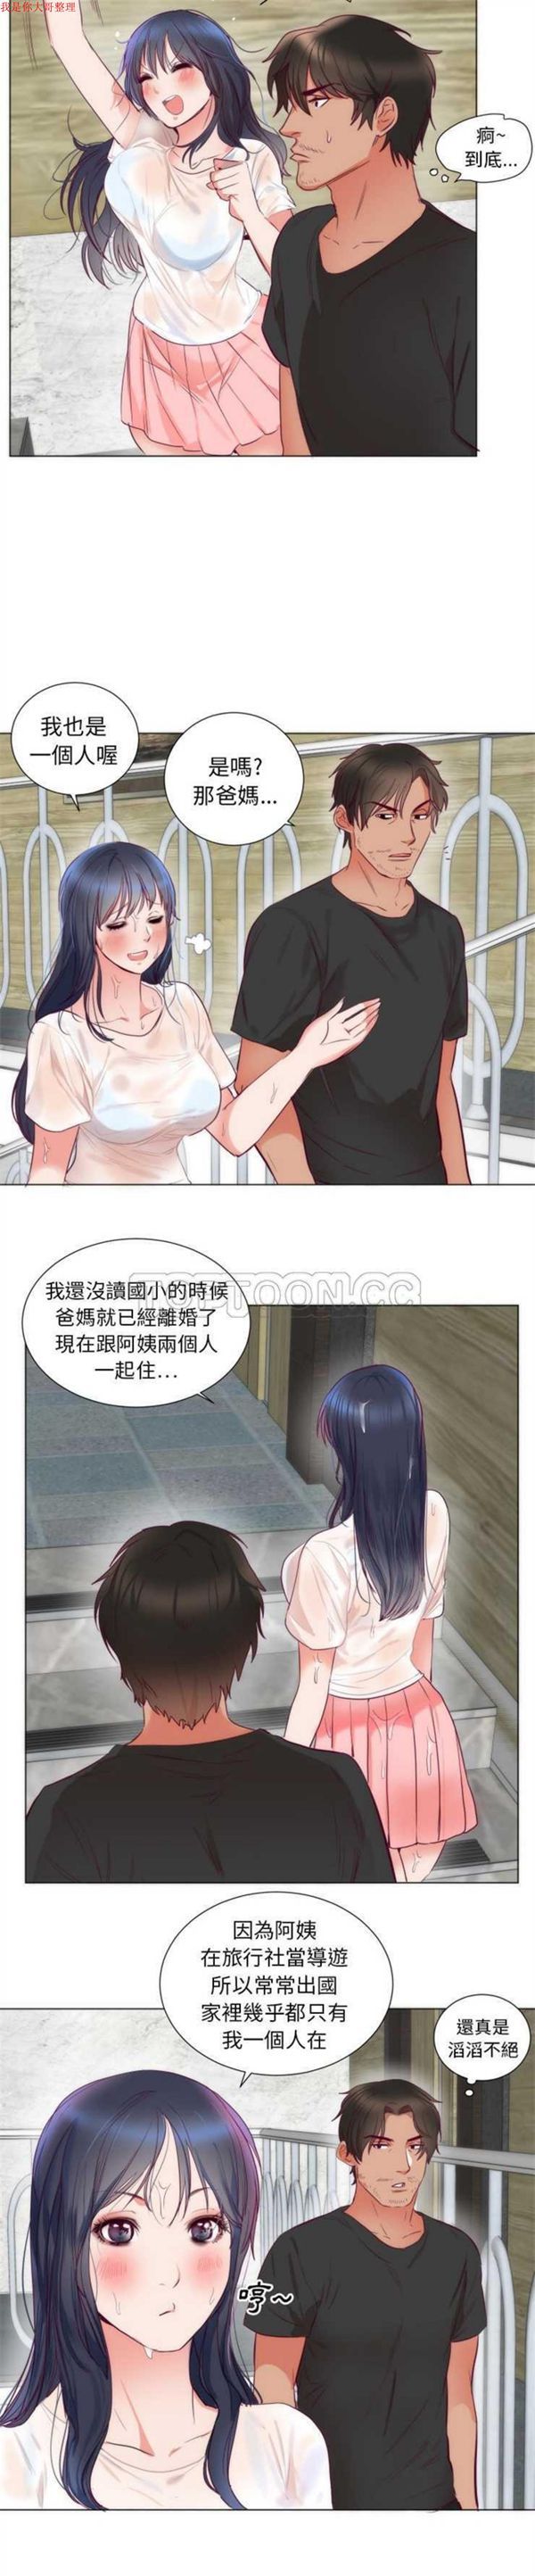 我是你大哥整理
痾~
到底...
我也是
一個人喔
是嗎?
那爸媽...
TOPTOON.CC
我還沒讀國小的時候
爸媽就已經離婚了
現在跟阿姨兩個人
一起住...
因為阿姨
在旅行社當導遊
所以常常出國
家裡幾乎都只有
我一個人在
還真是
滔滔不絕
哼~